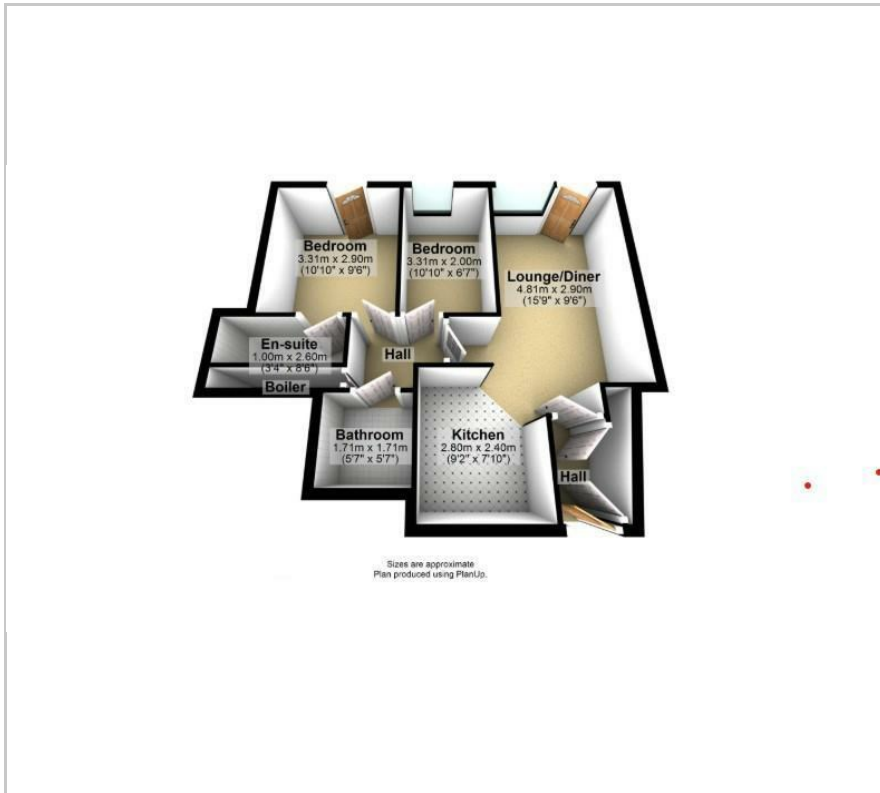 Bedroom
3.31m x 2.90m
(10'10" x 9'6")
Bedroom
3.31m x 2.00m
(10'10" x 6'7")
Lounge/Diner
4.81m x 2.90m
(15'9" x 9'6")
En-suite
1.00m x 2.60m
(3'4" x 8'6")
Hall
Boiler
Bathroom
1.71m x 1.71m
(5'7" x 5'7")
Kitchen
2.80m x 2.40m
(9'2" x 7'10")
Hall
Sizes are approximate
Plan produced using PlanUp.